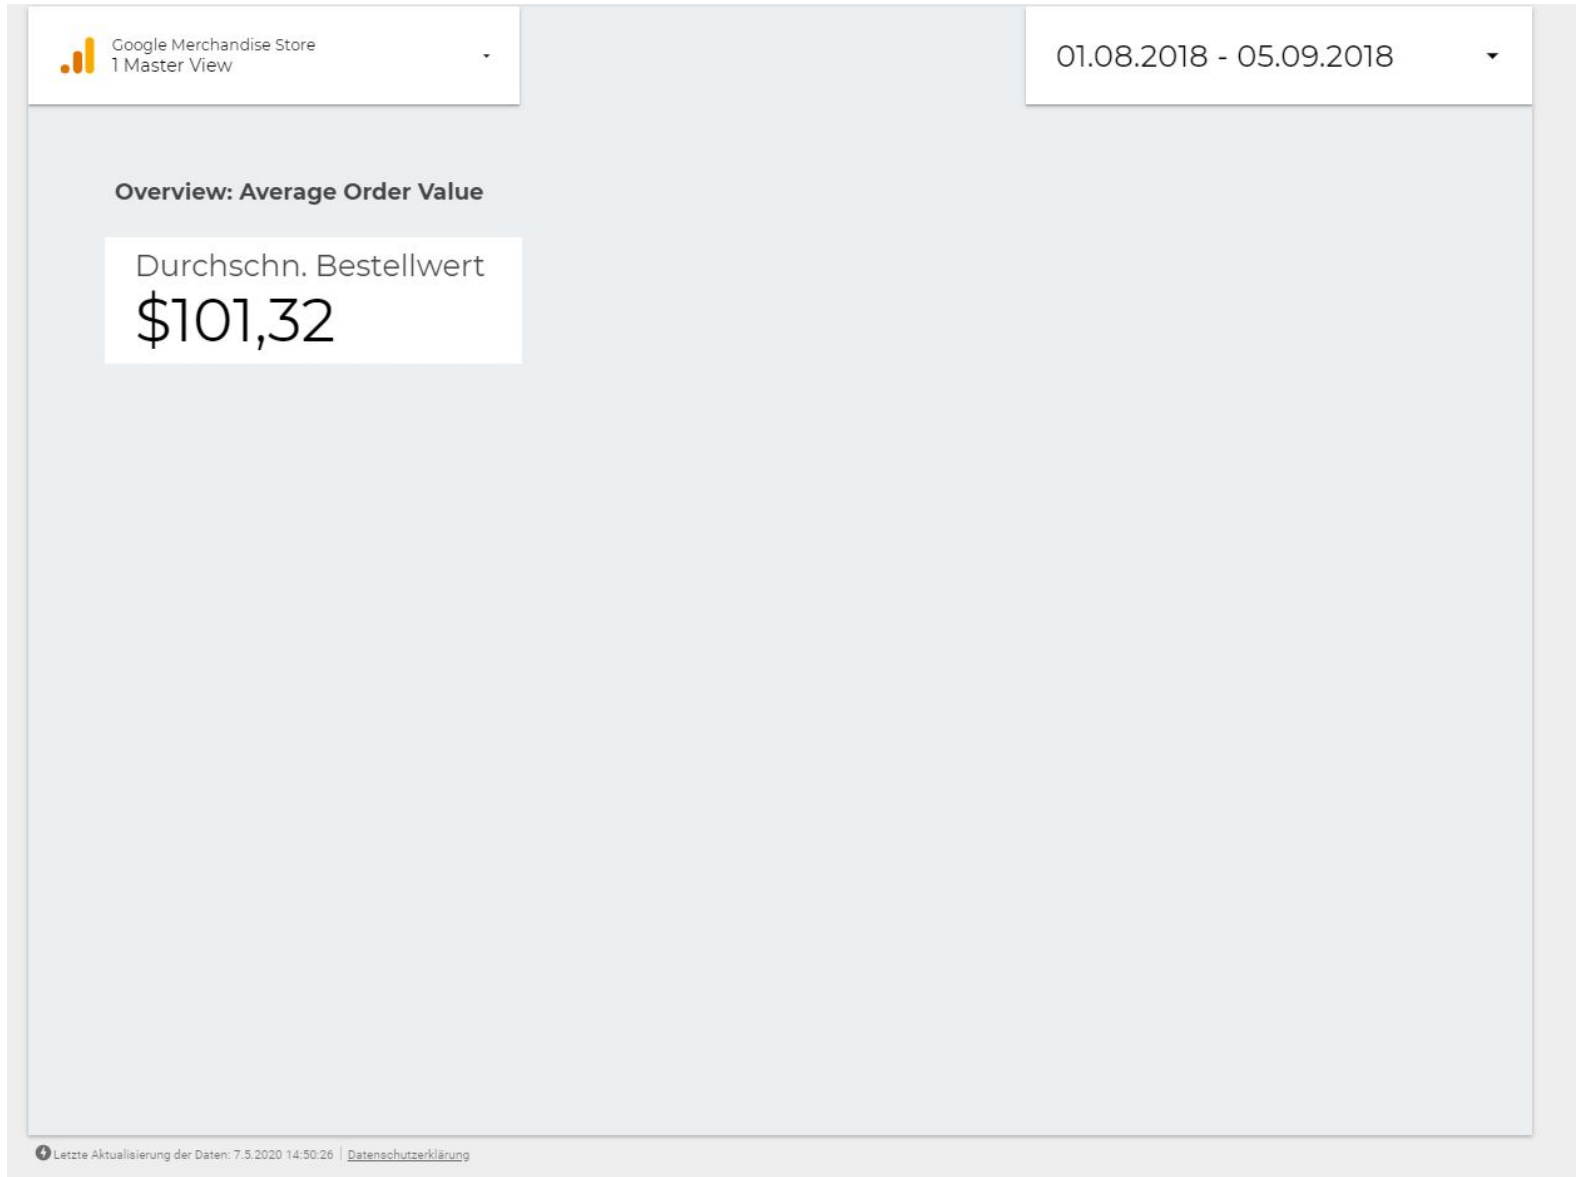 Google Merchandise Store
1 Master View
01.08.2018 - 05.09.2018
Overview: Average Order Value
Durchschn. Bestellwert
$101,32
Letzte Aktualisierung der Daten: 7.5.2020 14:50:26 | Datenschutzerklärung